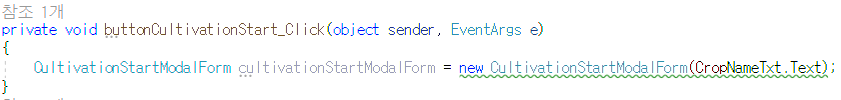 참조 1개
private void buttonCultivationStart_Click(object sender, EventArgs e)
{
CultivationStartModalForm cultivationStartModalForm = new CultivationStartModalForm(CropNameTxt.Text);
}